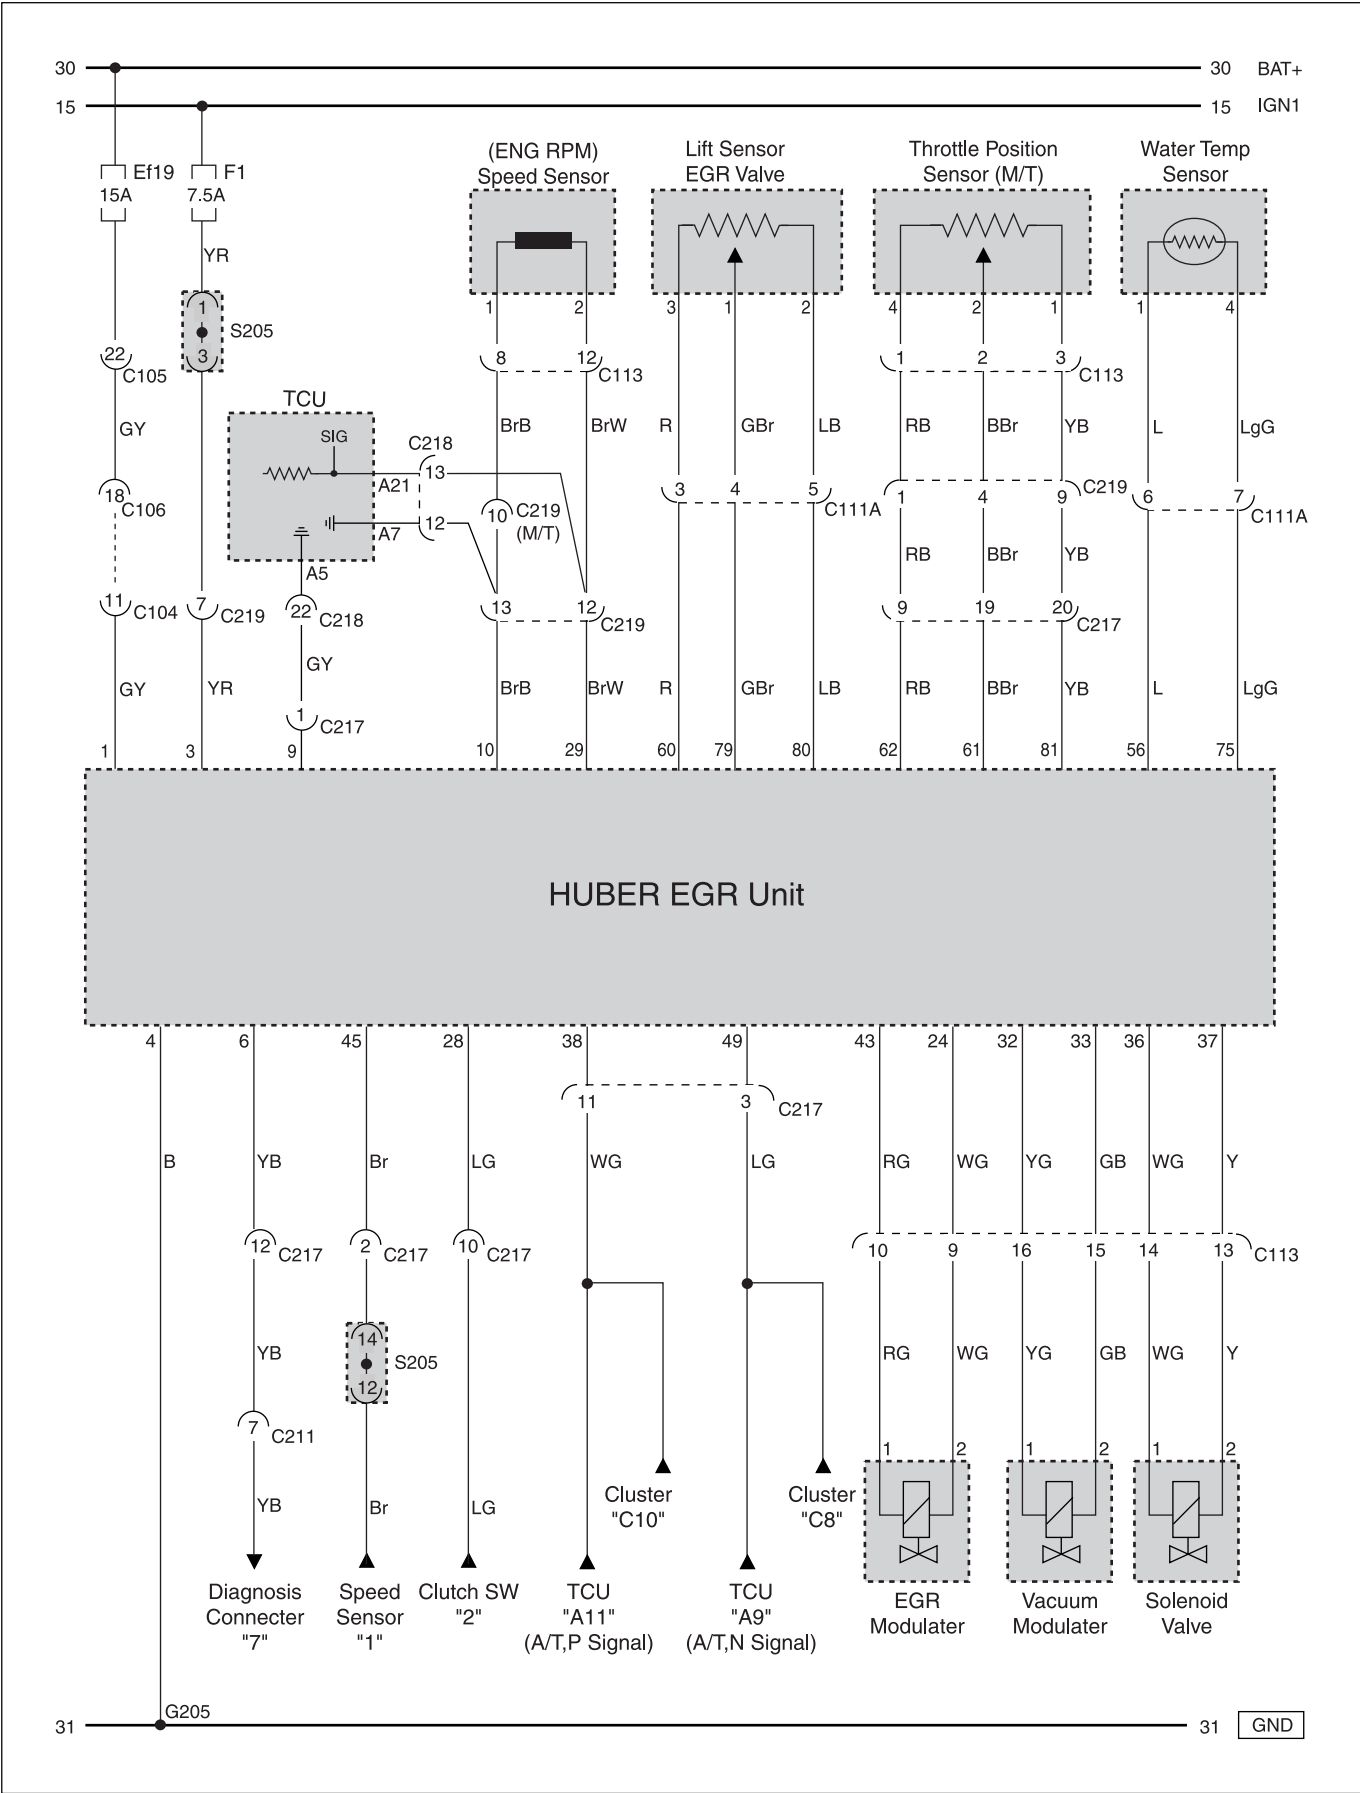 30 30 BAT+
15 15 IGN1
(ENG RPM)
Speed Sensor
Lift Sensor
EGR Valve
Throttle Position
Sensor (M/T)
Water Temp
Sensor
Ef19
15A
F1
7.5A
YR
1
S205
3
1 2 3 1 2 4 2 1 1 4
22
C105
8 12 C113
1 2 3 C113
TCU
SIG
GY
C218
13
A21
12
A7
A5
BrB BrW R GBr LB RB BBr YB L LgG
18
C106
10 C219
(M/T)
3 4 5 C111A
1 4 9 C219
6 7 C111A
RB BBr YB
11 C104
7 C219
22 C218
13 12 C219
9 19 20 C217
GY
GY YR BrB BrW R GBr LB RB BBr YB L LgG
1 C217
1 3 9 10 29 60 79 80 62 61 81 56 75
HUBER EGR Unit
4 6 45 28 38 49 43 24 32 33 36 37
11 3 C217
B YB Br LG WG LG RG WG YG GB WG Y
12 C217
2 C217
10 C217
10 9 16 15 14 13 C113
14
S205
12
YB RG WG YG GB WG Y
7 C211
1 2 1 2 1 2
YB Br LG
Cluster
"C10"
Cluster
"C8"
Diagnosis
Connecter
"7"
Speed
Sensor
"1"
Clutch SW
"2"
TCU
"A11"
(A/T,P Signal)
TCU
"A9"
(A/T,N Signal)
EGR
Modulater
Vacuum
Modulater
Solenoid
Valve
G205
31 31 GND